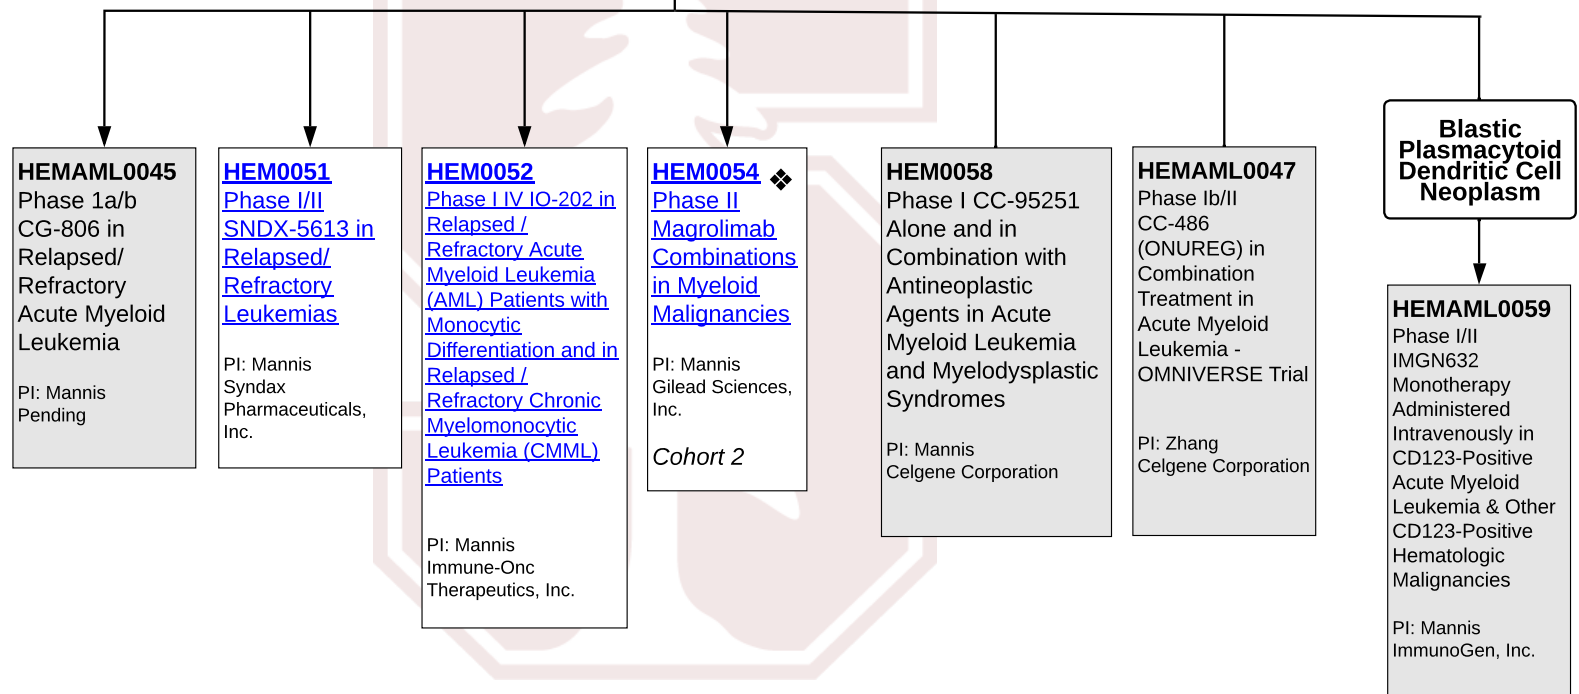 HEMAML0045
Phase 1a/b
CG-806 in
Relapsed/
Refractory
Acute Myeloid
Leukemia
PI: Mannis
Pending
HEM0051
Phase I/II
SNDX-5613 in
Relapsed/
Refractory
Leukemias
PI: Mannis
Syndax
Pharmaceuticals,
Inc.
HEM0052
Phase I IV IO-202 in
Relapsed /
Refractory Acute
Myeloid Leukemia
(AML) Patients with
Monocytic
Differentiation and in
Relapsed /
Refractory Chronic
Myelomonocytic
Leukemia (CMML)
Patients
PI: Mannis
Immune-Onc
Therapeutics, Inc.
HEM0054 ❖
Phase II
Magrolimab
Combinations
in Myeloid
Malignancies
PI: Mannis
Gilead Sciences,
Inc.
Cohort 2
HEM0058
Phase I CC-95251
Alone and in
Combination with
Antineoplastic
Agents in Acute
Myeloid Leukemia
and Myelodysplastic
Syndromes
PI: Mannis
Celgene Corporation
HEMAML0047
Phase Ib/II
CC-486
(ONUREG) in
Combination
Treatment in
Acute Myeloid
Leukemia -
OMNIVERSE Trial
PI: Zhang
Celgene Corporation
Blastic
Plasmacytoid
Dendritic Cell
Neoplasm
HEMAML0059
Phase I/II
IMGN632
Monotherapy
Administered
Intravenously in
CD123-Positive
Acute Myeloid
Leukemia & Other
CD123-Positive
Hematologic
Malignancies
PI: Mannis
ImmunoGen, Inc.